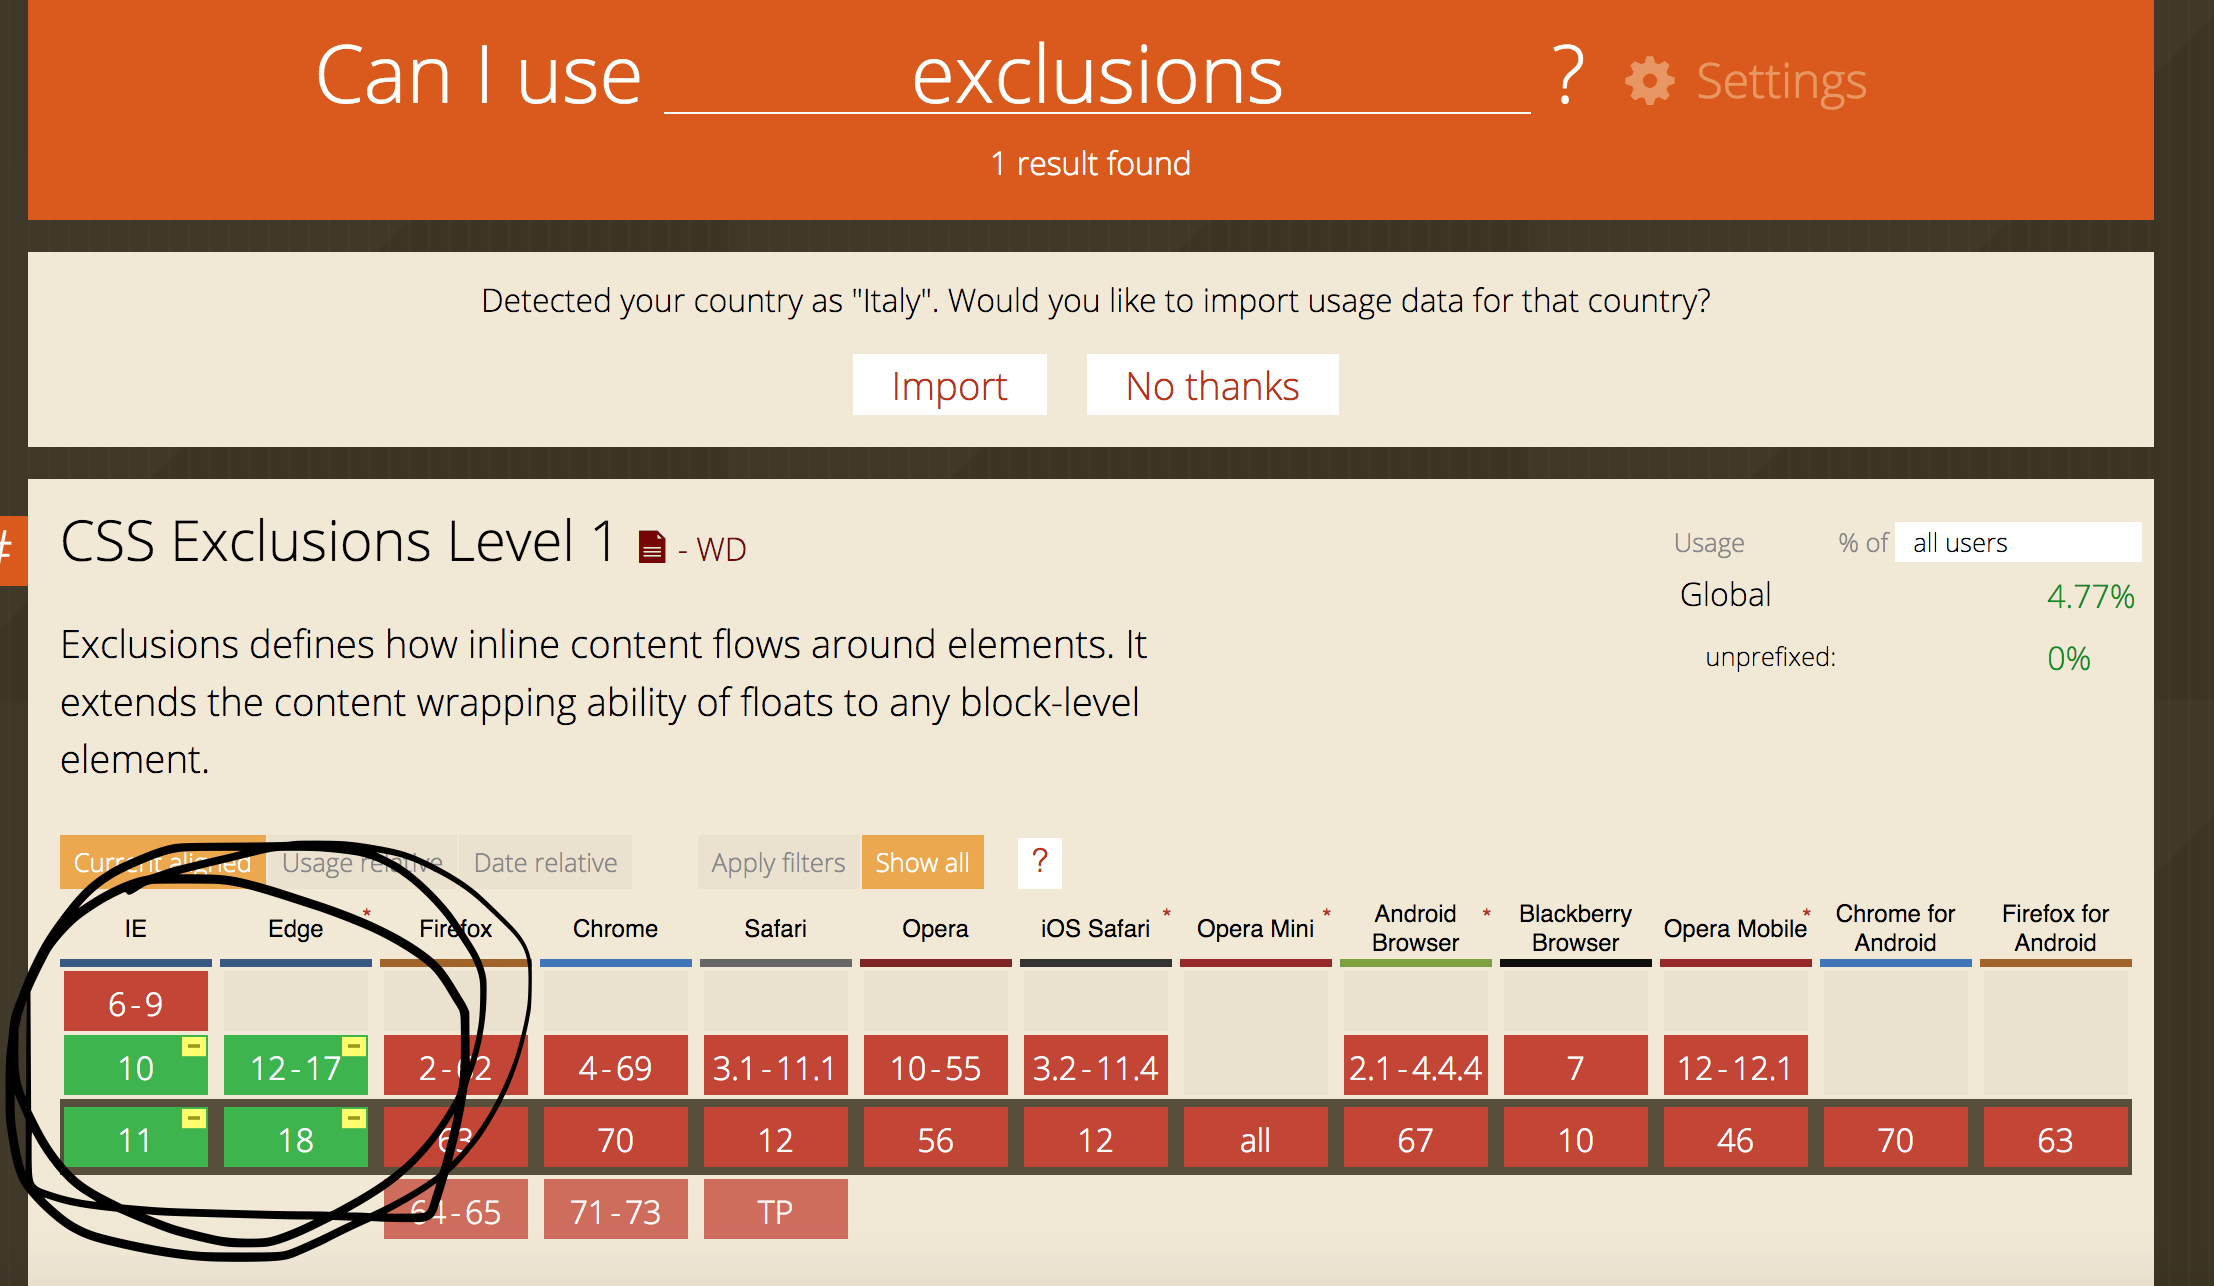 Can I use exclusions ? Settings
1 result found
Detected your country as "Italy". Would you like to import usage data for that country?
Import No thanks
#
CSS Exclusions Level 1 - WD
Usage % of all users
Global 4.77%
unprefixed: 0%
Exclusions defines how inline content flows around elements. It
extends the content wrapping ability of floats to any block-level
element.
Current aligned Usage relative Date relative Apply filters Show all ?
IE Edge * Firefox Chrome Safari Opera iOS Safari * Opera Mini * Android Browser * Blackberry Browser Opera Mobile * Chrome for Android Firefox for Android
6-9
10 12-17 2-62 4-69 3.1-11.1 10-55 3.2-11.4 2.1-4.4.4 7 12-12.1
11 18 63 70 12 56 12 all 67 10 46 70 63
64-65 71-73 TP